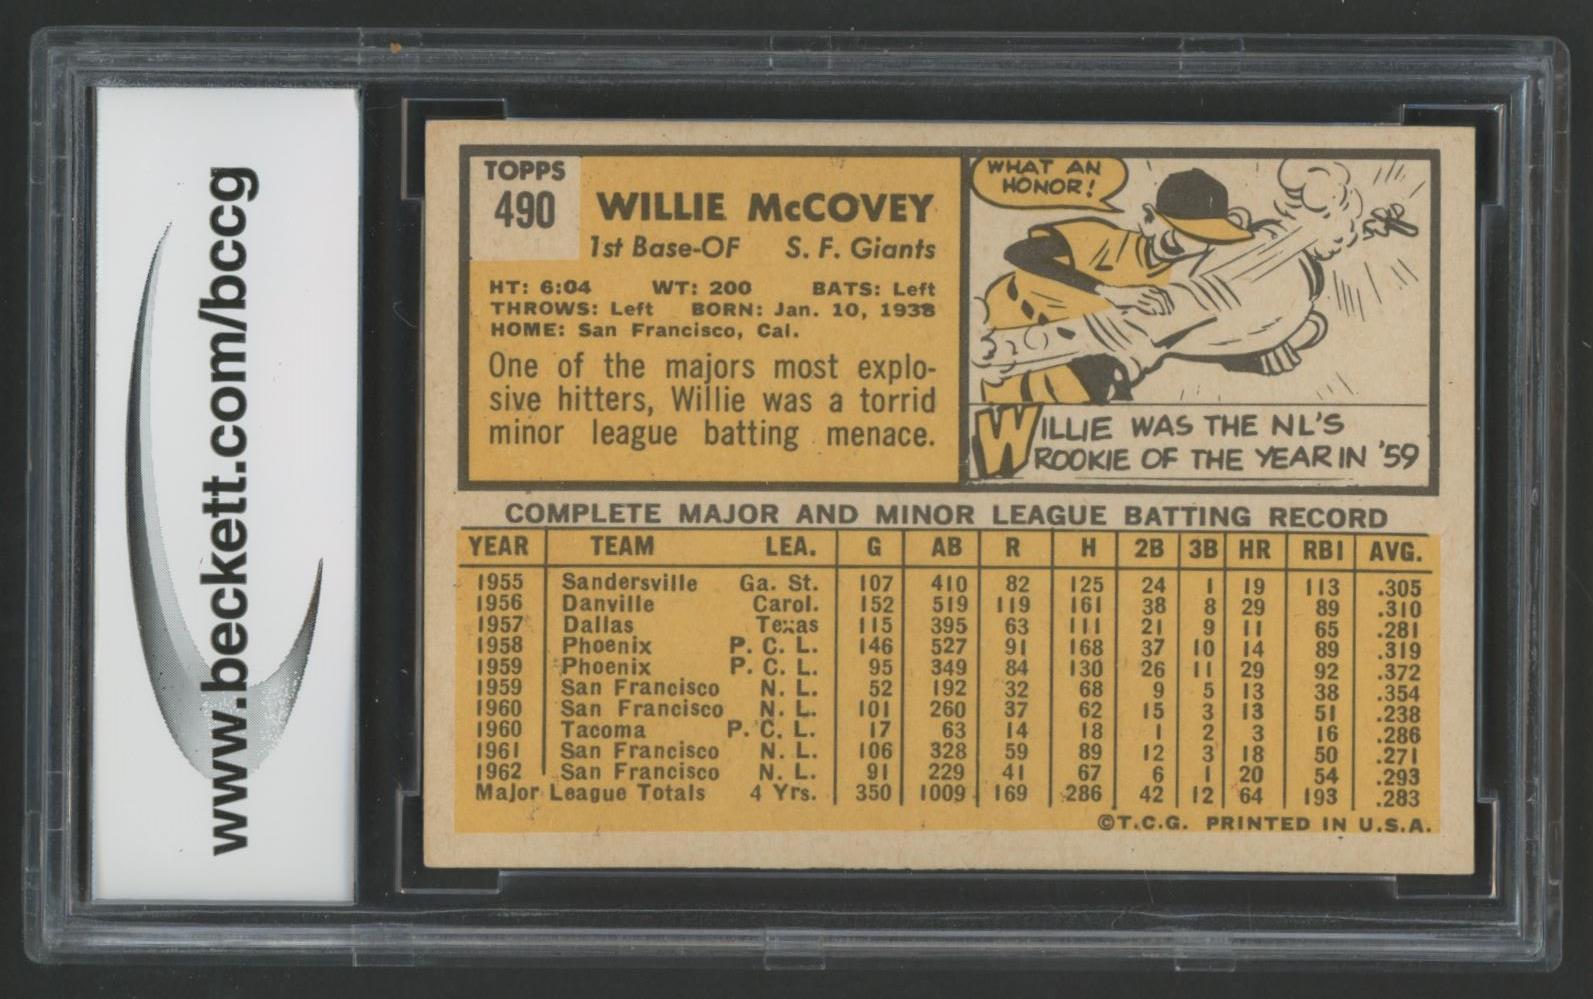 www.beckett.com/bccg
TOPPS
490
WILLIE McCOVEY
1st Base-OF S. F. Giants
HT: 6:04 WT: 200 BATS: Left
THROWS: Left BORN: Jan. 10, 1938
HOME: San Francisco, Cal.
One of the majors most explo-
sive hitters, Willie was a torrid
minor league batting menace.
WHAT AN
HONOR!
WILLIE WAS THE NL'S
ROOKIE OF THE YEAR IN '59
COMPLETE MAJOR AND MINOR LEAGUE BATTING RECORD
YEAR TEAM LEA. G AB R H 2B 3B HR RBI AVG.
1955 Sandersville Ga. St. 107 410 82 125 24 1 19 113 .305
1956 Danville Carol. 152 519 119 161 38 8 29 89 .310
1957 Dallas Texas 115 395 63 111 21 9 11 65 .281
1958 Phoenix P. C. L. 146 527 91 168 37 10 14 89 .319
1959 Phoenix P. C. L. 95 349 84 130 26 11 29 92 .372
1959 San Francisco N. L. 52 192 32 68 9 5 13 38 .354
1960 San Francisco N. L. 101 260 37 62 15 3 13 51 .238
1960 Tacoma P. C. L. 17 63 14 18 1 2 3 16 .286
1961 San Francisco N. L. 106 328 59 89 12 3 18 50 .271
1962 San Francisco N. L. 91 229 41 67 6 1 20 54 .293
Major League Totals 4 Yrs. 350 1009 169 286 42 12 64 193 .283
©T.C.G. PRINTED IN U.S.A.